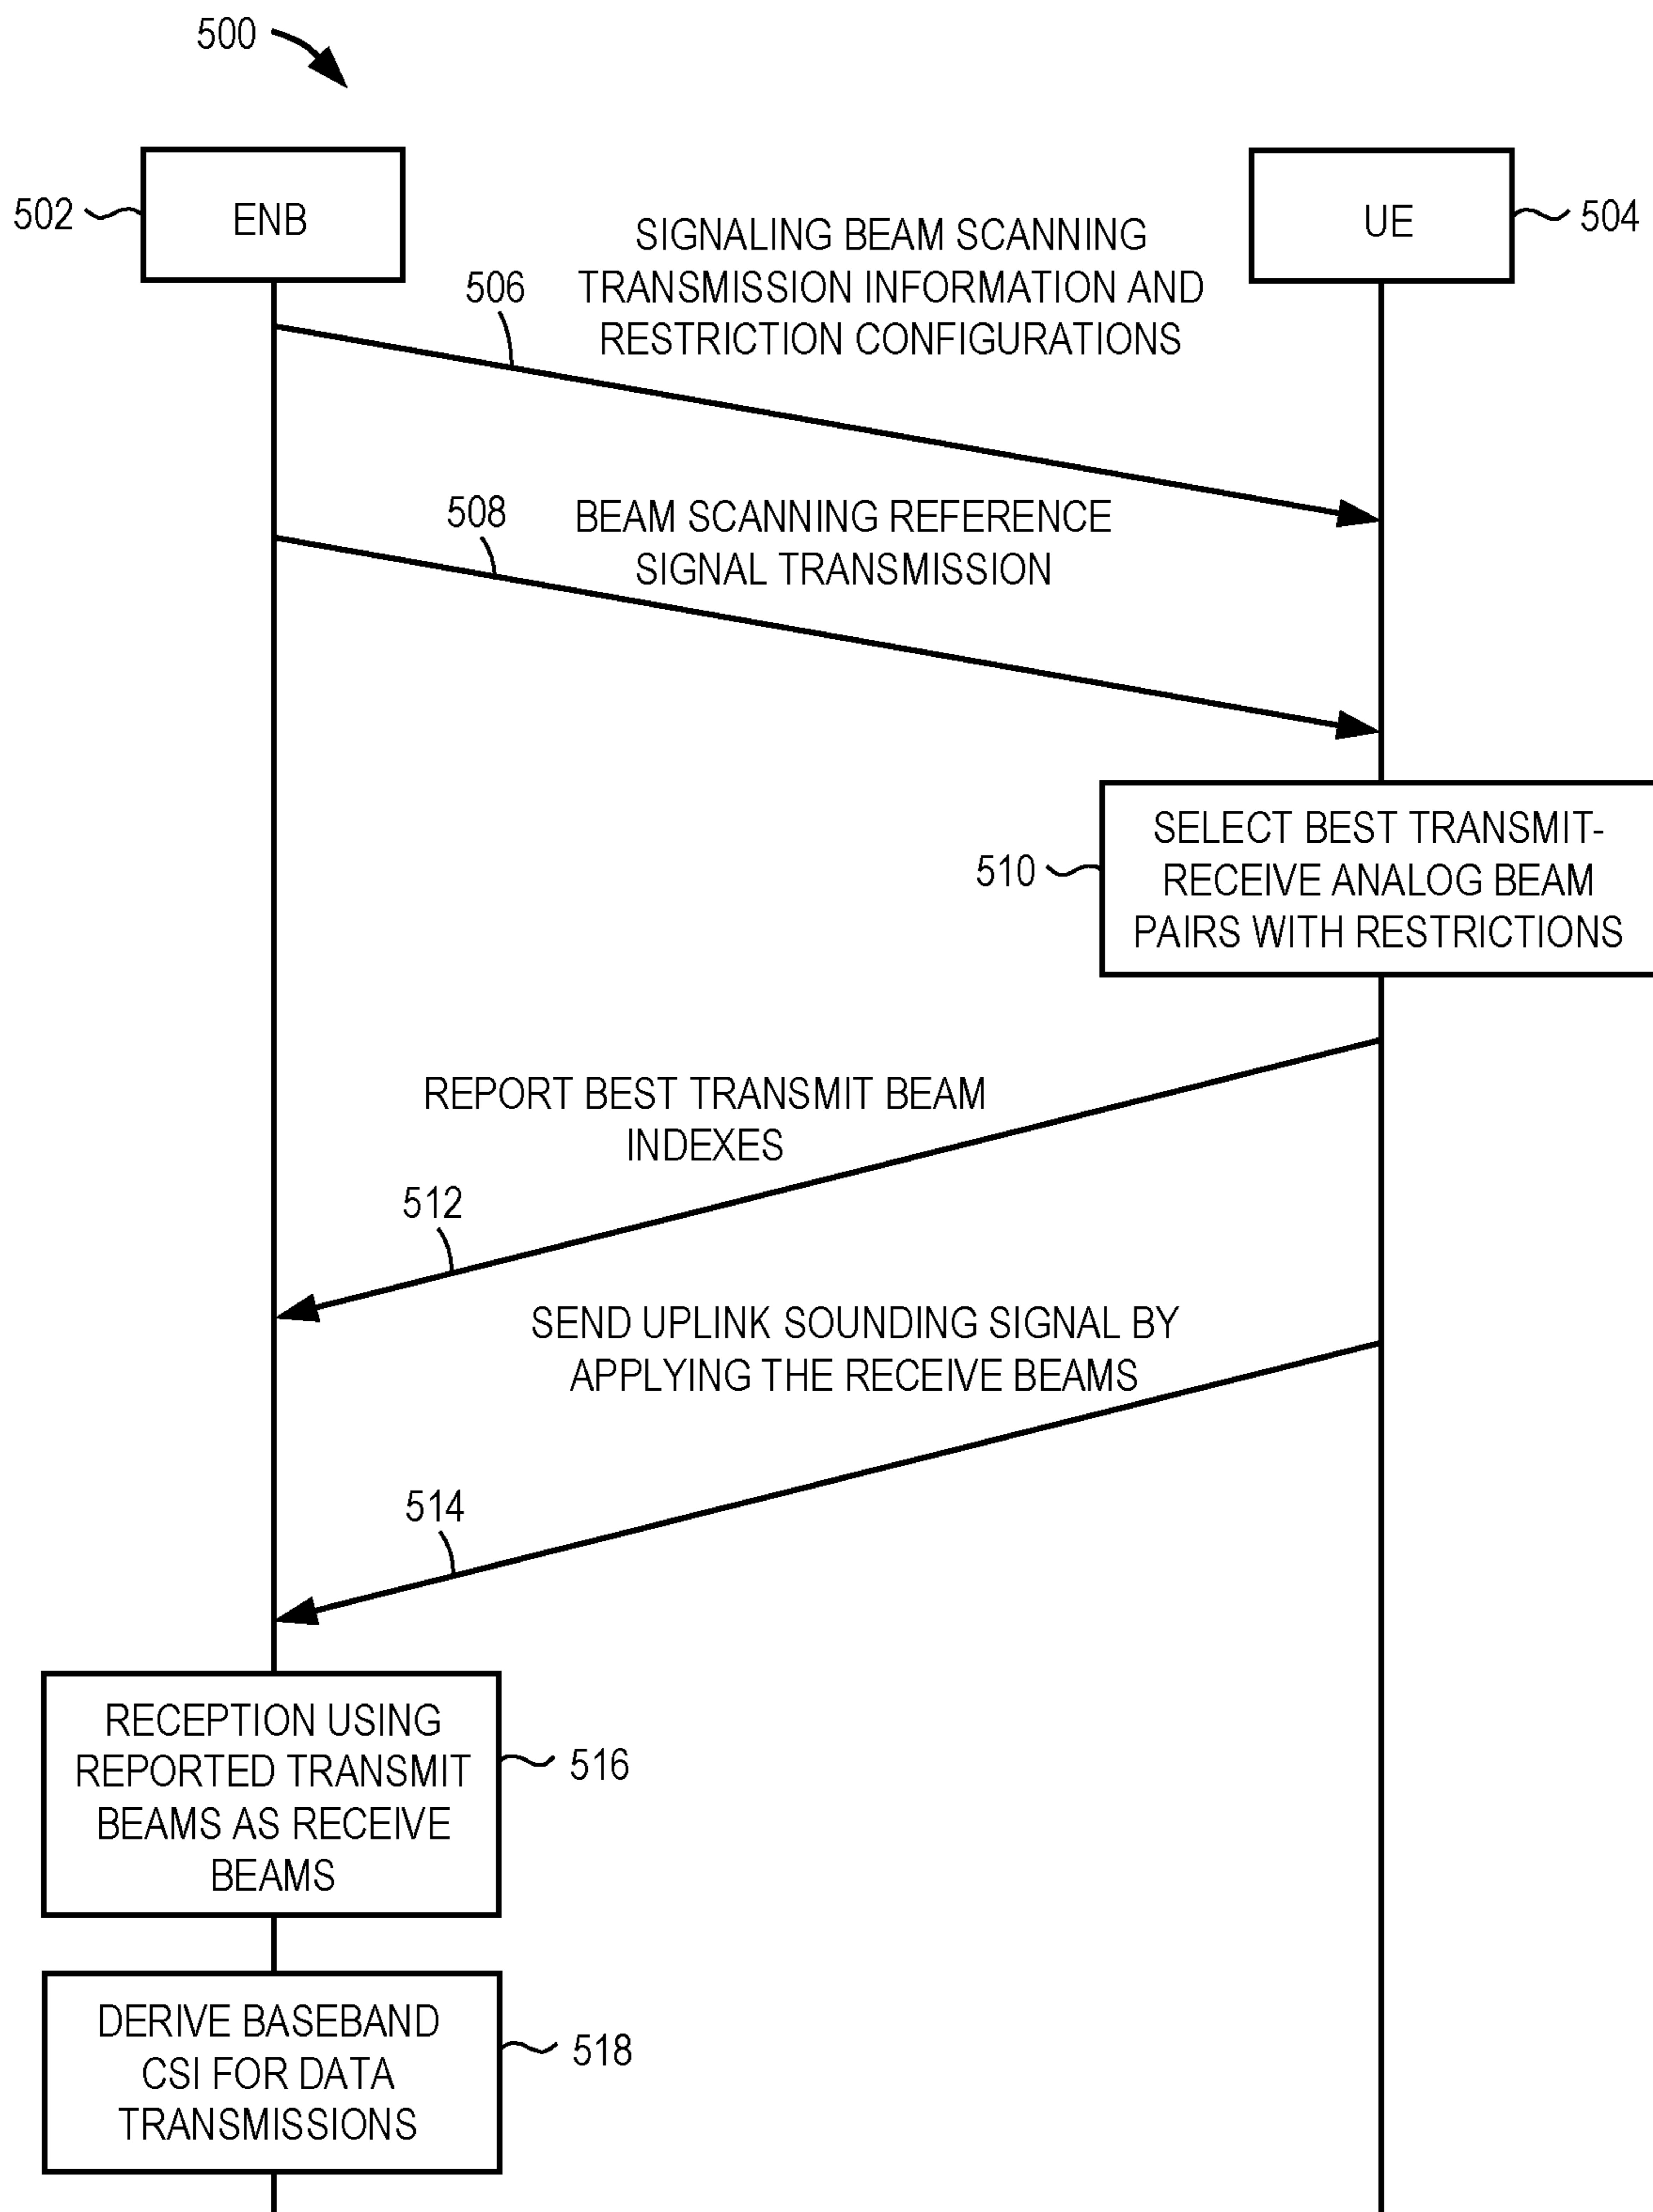 500
502
ENB
UE
504
506
SIGNALING BEAM SCANNING
TRANSMISSION INFORMATION AND
RESTRICTION CONFIGURATIONS
508
BEAM SCANNING REFERENCE
SIGNAL TRANSMISSION
510
SELECT BEST TRANSMIT-
RECEIVE ANALOG BEAM
PAIRS WITH RESTRICTIONS
REPORT BEST TRANSMIT BEAM
INDEXES
512
SEND UPLINK SOUNDING SIGNAL BY
APPLYING THE RECEIVE BEAMS
514
RECEPTION USING
REPORTED TRANSMIT
BEAMS AS RECEIVE
BEAMS
516
DERIVE BASEBAND
CSI FOR DATA
TRANSMISSIONS
518